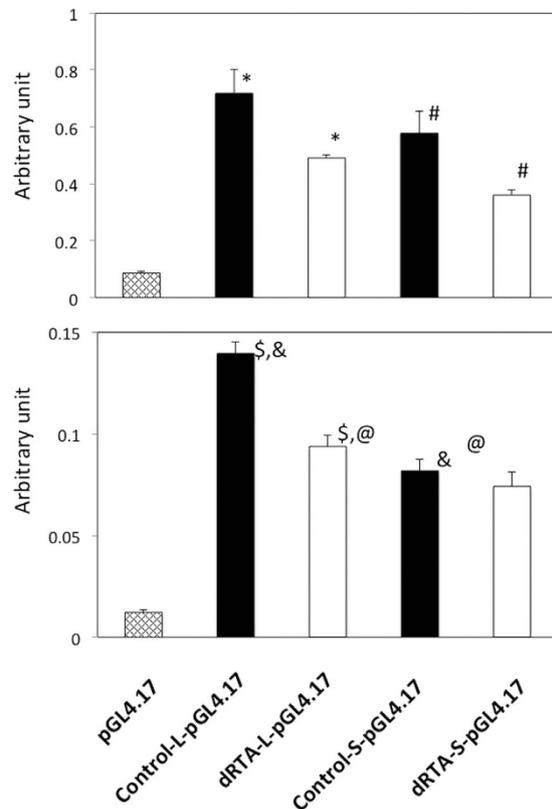 1
0.8
0.6
0.4
0.2
0
Arbitrary unit
*
*
#
#
0.15
0.1
0.05
0
Arbitrary unit
$,&
$,@
&
@
pGL4.17
Control-L-pGL4.17
dRTA-L-pGL4.17
Control-S-pGL4.17
dRTA-S-pGL4.17